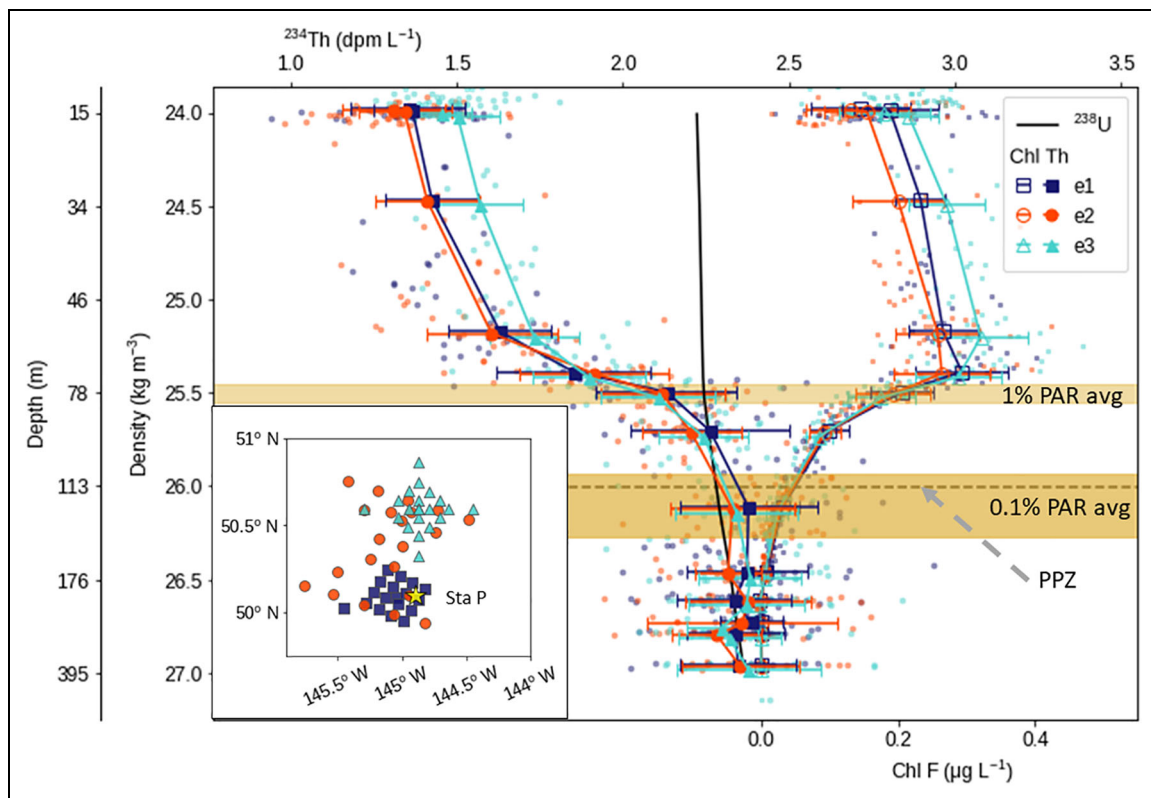 ²³⁴Th (dpm L⁻¹)
1.0 1.5 2.0 2.5 3.0 3.5
Depth (m)
15
34
46
78
113
176
395
Density (kg m⁻³)
24.0
24.5
25.0
25.5
26.0
26.5
27.0
²³⁸U
Chl Th
e1
e2
e3
1% PAR avg
0.1% PAR avg
PPZ
51° N
50.5° N
50° N
Sta P
145.5° W 145° W 144.5° W 144° W
0.0 0.2 0.4
Chl F (µg L⁻¹)